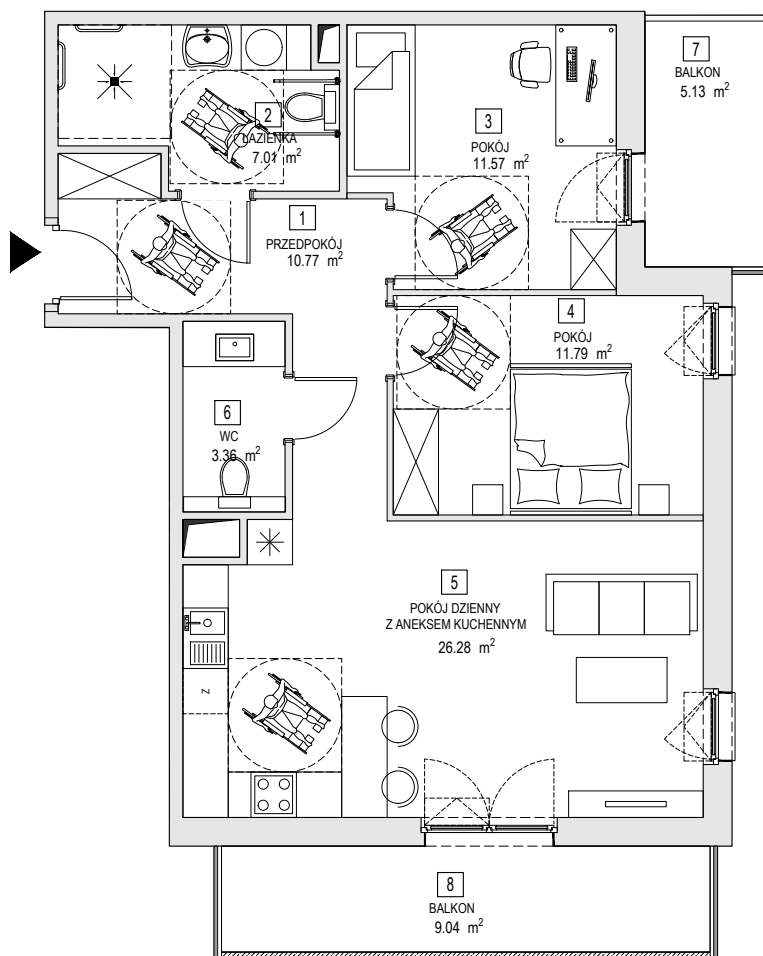 7
BALKON
5.13 m²
2
ŁAZIENKA
7.01 m²
3
POKÓJ
11.57 m²
1
PRZEDPOKÓJ
10.77 m²
4
POKÓJ
11.79 m²
6
WC
3.36 m²
5
POKÓJ DZIENNY
Z ANEKSEM KUCHENNYM
26.28 m²
Z
8
BALKON
9.04 m²